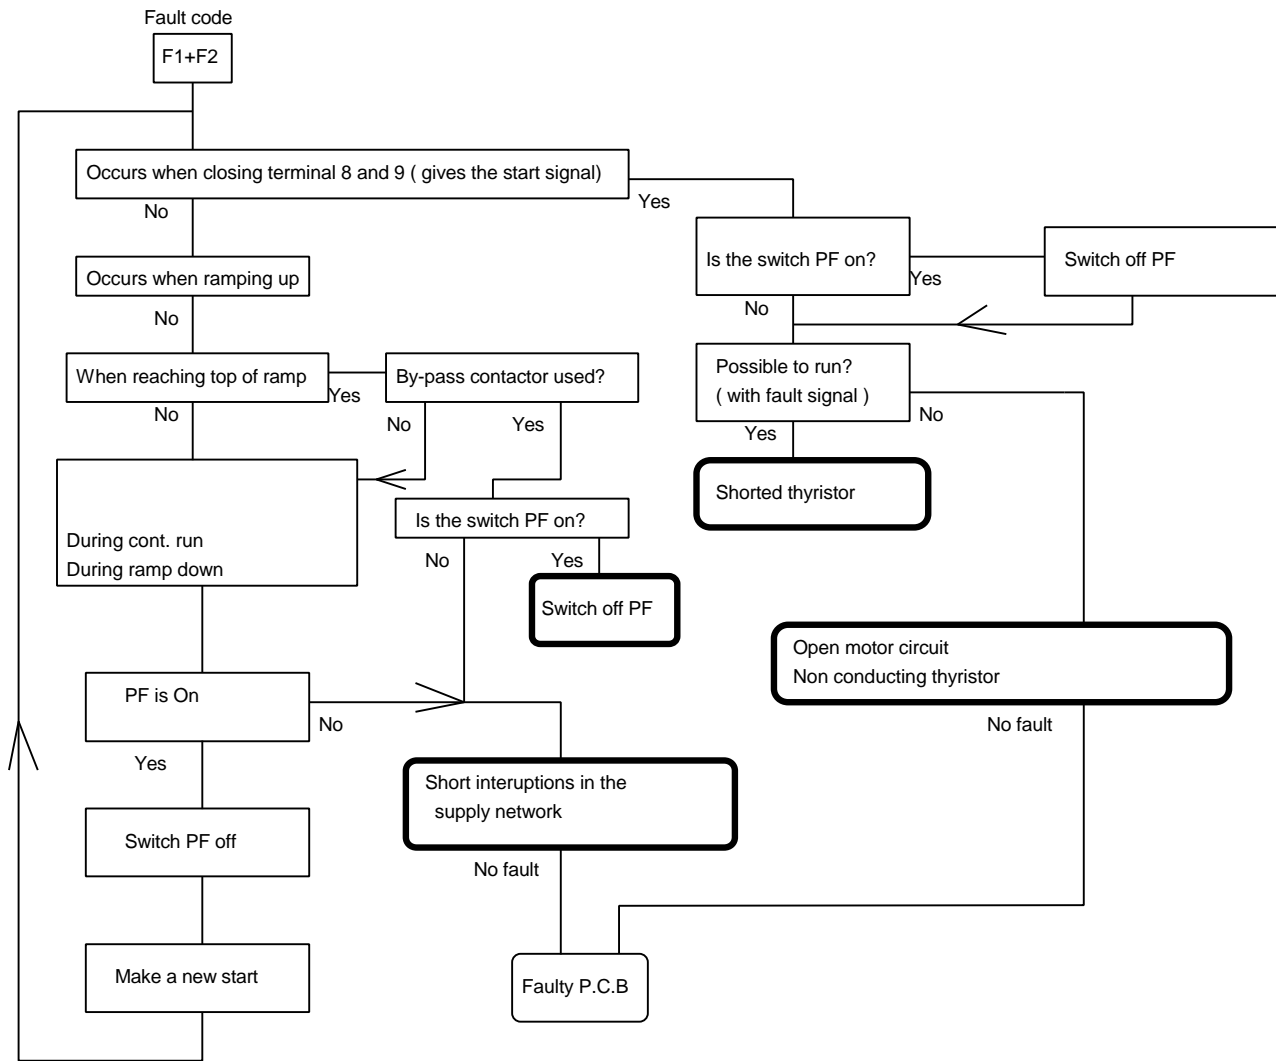 Fault code
F1+F2
Occurs when closing terminal 8 and 9 ( gives the start signal)
No
Yes
Occurs when ramping up
No
Is the switch PF on?
Yes
Switch off PF
No
When reaching top of ramp
Yes
By-pass contactor used?
No
No
Yes
Possible to run?
( with fault signal )
No
Yes
Shorted thyristor
During cont. run
During ramp down
Is the switch PF on?
No
Yes
Switch off PF
Open motor circuit
Non conducting thyristor
No fault
PF is On
No
Yes
Short interuptions in the
supply network
No fault
Switch PF off
Make a new start
Faulty P.C.B